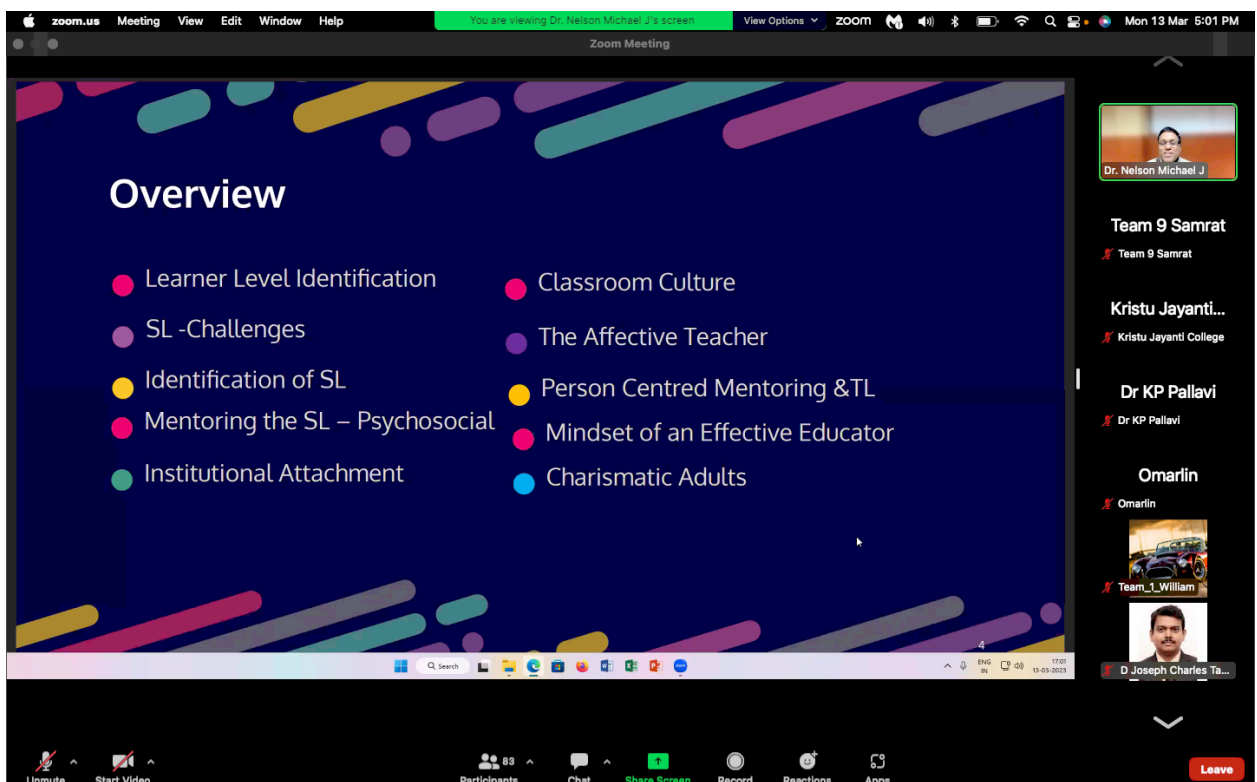 zoom.us Meeting View Edit Window Help
You are viewing Dr. Nelson Michael J's screen
View Options
zoom
Mon 13 Mar 5:01 PM
Zoom Meeting
Overview
Learner Level Identification
SL -Challenges
Identification of SL
Mentoring the SL – Psychosocial
Institutional Attachment
Classroom Culture
The Affective Teacher
Person Centred Mentoring &TL
Mindset of an Effective Educator
Charismatic Adults
4
Search
ENG
IN
17:01
13-03-2023
Dr. Nelson Michael J
Team 9 Samrat
Team 9 Samrat
Kristu Jayanti...
Kristu Jayanti College
Dr KP Pallavi
Dr KP Pallavi
Omarlin
Omarlin
Team_1_William
D Joseph Charles Ta...
Unmute
Start Video
83
Participants
Chat
Share Screen
Record
Reactions
Apps
Leave